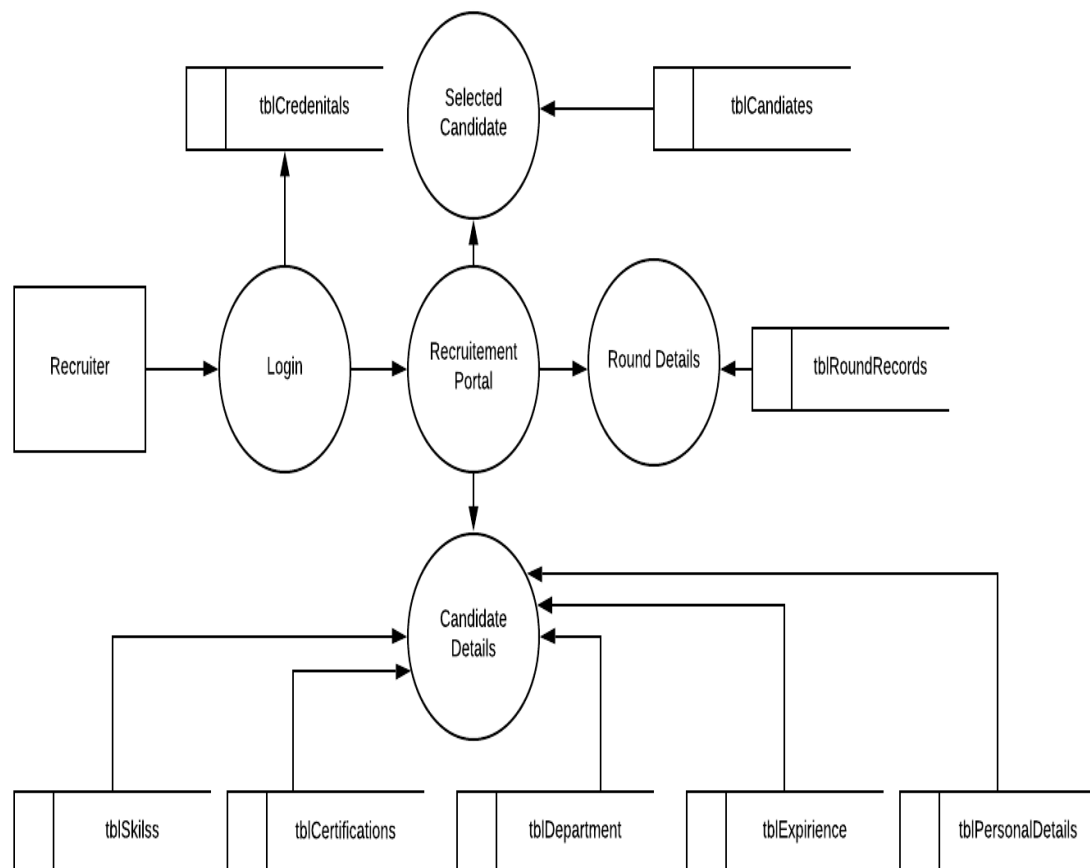 Selected
Candidate
tblCredenitals
tblCandiates
Recruiter
Login
Recruitement
Portal
Round Details
tblRoundRecords
Candidate
Details
tblSkilss
tblCertifications
tblDepartment
tblExpirience
tblPersonalDetails